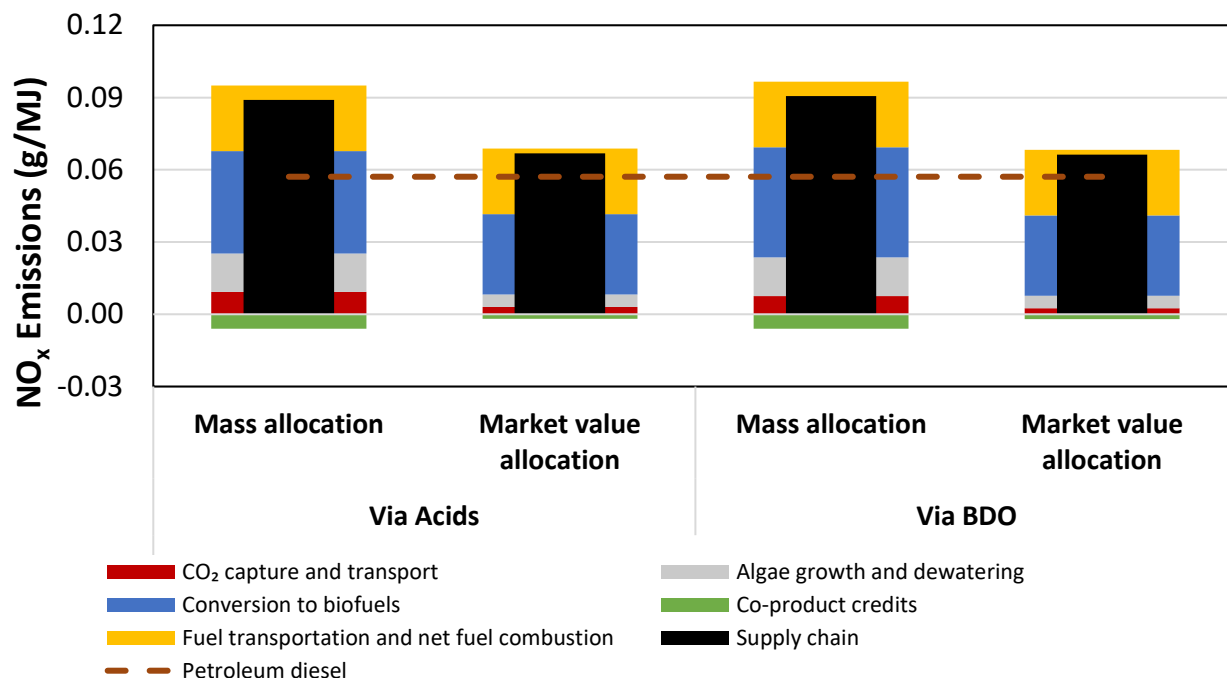 NOx Emissions (g/MJ)
0.12
0.09
0.06
0.03
0.00
-0.03
Mass allocation
Market value
allocation
Mass allocation
Market value
allocation
Via Acids
Via BDO
CO₂ capture and transport
Algae growth and dewatering
Conversion to biofuels
Co-product credits
Fuel transportation and net fuel combustion
Supply chain
Petroleum diesel